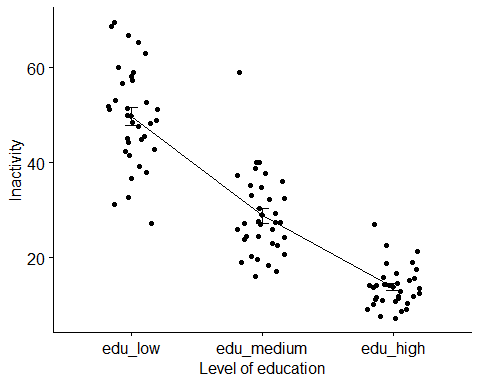 60
40
20
Inactivity
edu_low edu_medium edu_high
Level of education